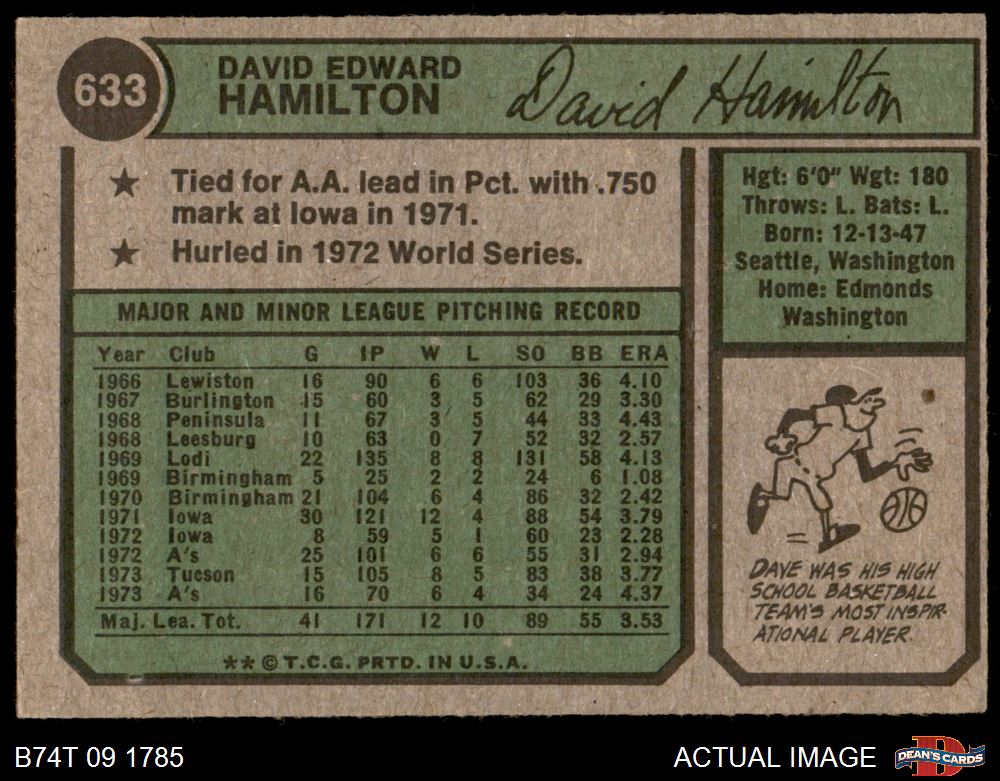 633
DAVID EDWARD
HAMILTON
David Hamilton
★ Tied for A.A. lead in Pct. with .750
mark at Iowa in 1971.
★ Hurled in 1972 World Series.
Hgt: 6'0" Wgt: 180
Throws: L. Bats: L.
Born: 12-13-47
Seattle, Washington
Home: Edmonds
Washington
MAJOR AND MINOR LEAGUE PITCHING RECORD
Year Club G IP W L SO BB ERA
1966 Lewiston 16 90 6 6 103 36 4.10
1967 Burlington 15 60 3 5 62 29 3.30
1968 Peninsula 11 67 3 5 44 33 4.43
1968 Leesburg 10 63 0 7 52 32 2.57
1969 Lodi 22 135 8 8 131 58 4.13
1969 Birmingham 5 25 2 2 24 6 1.08
1970 Birmingham 21 104 6 4 86 32 2.42
1971 Iowa 30 121 12 4 88 54 3.79
1972 Iowa 8 59 5 1 60 23 2.28
1972 A's 25 101 6 6 55 31 2.94
1973 Tucson 15 105 8 5 83 38 3.77
1973 A's 16 70 6 4 34 24 4.37
Maj. Lea. Tot. 41 171 12 10 89 55 3.53
** © T.C.G. PRTD. IN U.S.A.
DAVE WAS HIS HIGH
SCHOOL BASKETBALL
TEAM'S MOST INSPIR-
ATIONAL PLAYER.
B74T 09 1785
ACTUAL IMAGE
D
DEAN'S CARDS